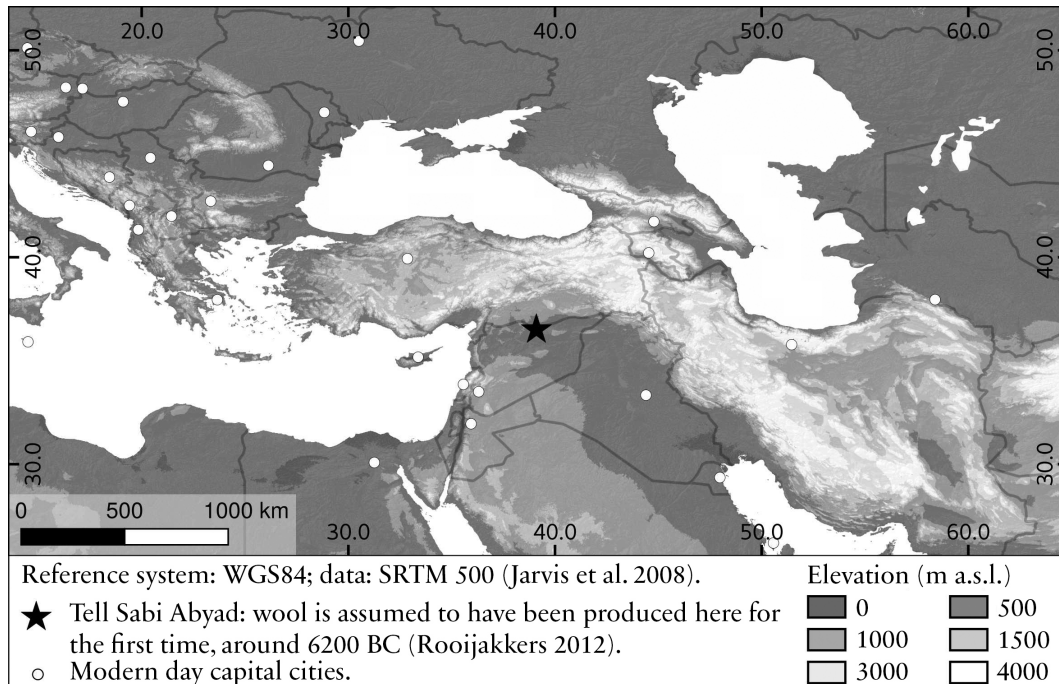 20.0 30.0 40.0 50.0 60.0
50.0 50.0
40.0 40.0
30.0 30.0
0 500 1000 km
30.0 40.0 50.0 60.0
Reference system: WGS84; data: SRTM 500 (Jarvis et al. 2008).
Tell Sabi Abyad: wool is assumed to have been produced here for
the first time, around 6200 BC (Rooijakkers 2012).
Modern day capital cities.
Elevation (m a.s.l.)
0 500
1000 1500
3000 4000